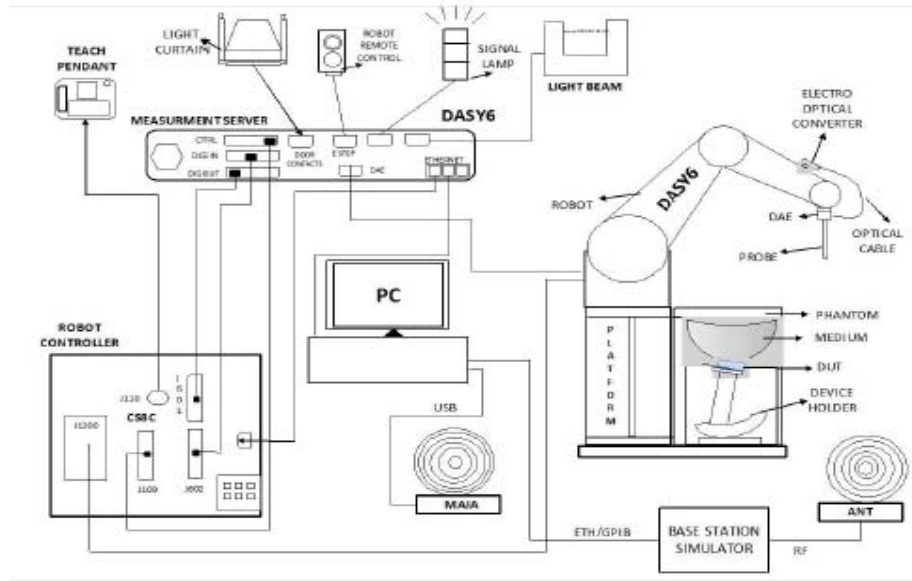 TEACH
PENDANT
LIGHT
CURTAIN
ROBOT
REMOTE
CONTROL
SIGNAL
LAMP
LIGHT BEAM
MEASURMENT SERVER
DASY6
CTRL
DIG IN
DIG OUT
DOOR
CONTACTS
E STOP
DAE
ETHERNET
ELECTRO
OPTICAL
CONVERTER
ROBOT
DASY6
DAE
OPTICAL
CABLE
PROBE
PC
ROBOT
CONTROLLER
PLATFORM
PHANTOM
MEDIUM
DUT
DEVICE
HOLDER
CS8C
J1200
J109
J602
USB
MAIA
ETH/GPIB
BASE STATION
SIMULATOR
RF
ANT